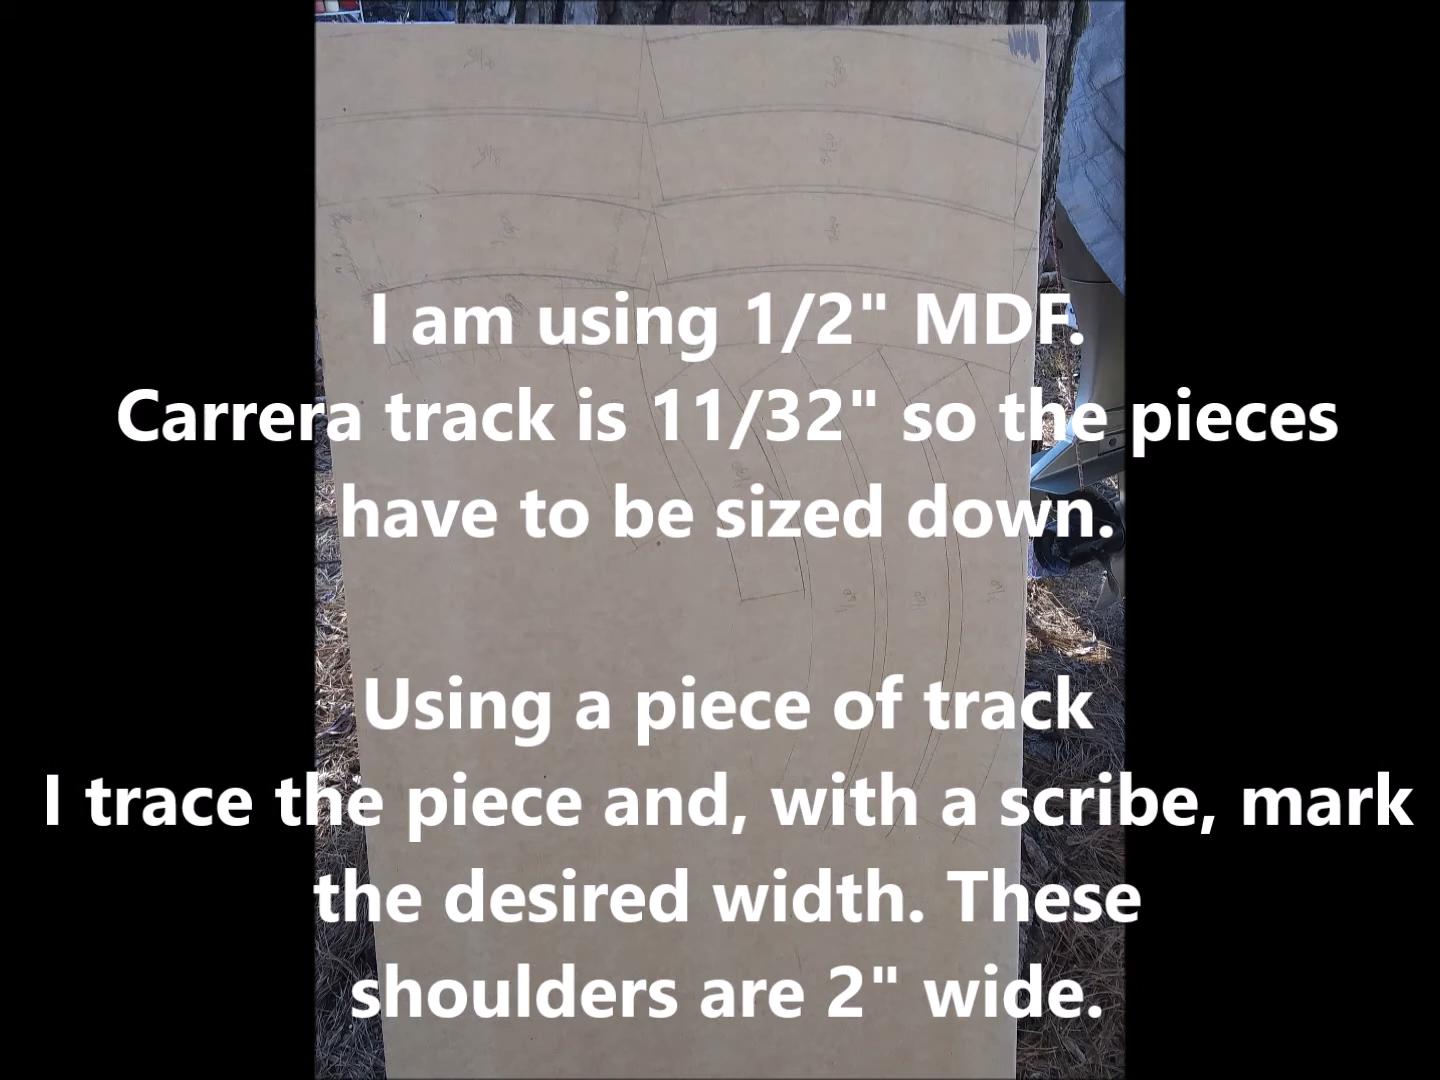 I am using 1/2" MDF.
Carrera track is 11/32" so the pieces
have to be sized down.
Using a piece of track
I trace the piece and, with a scribe, mark
the desired width. These
shoulders are 2" wide.